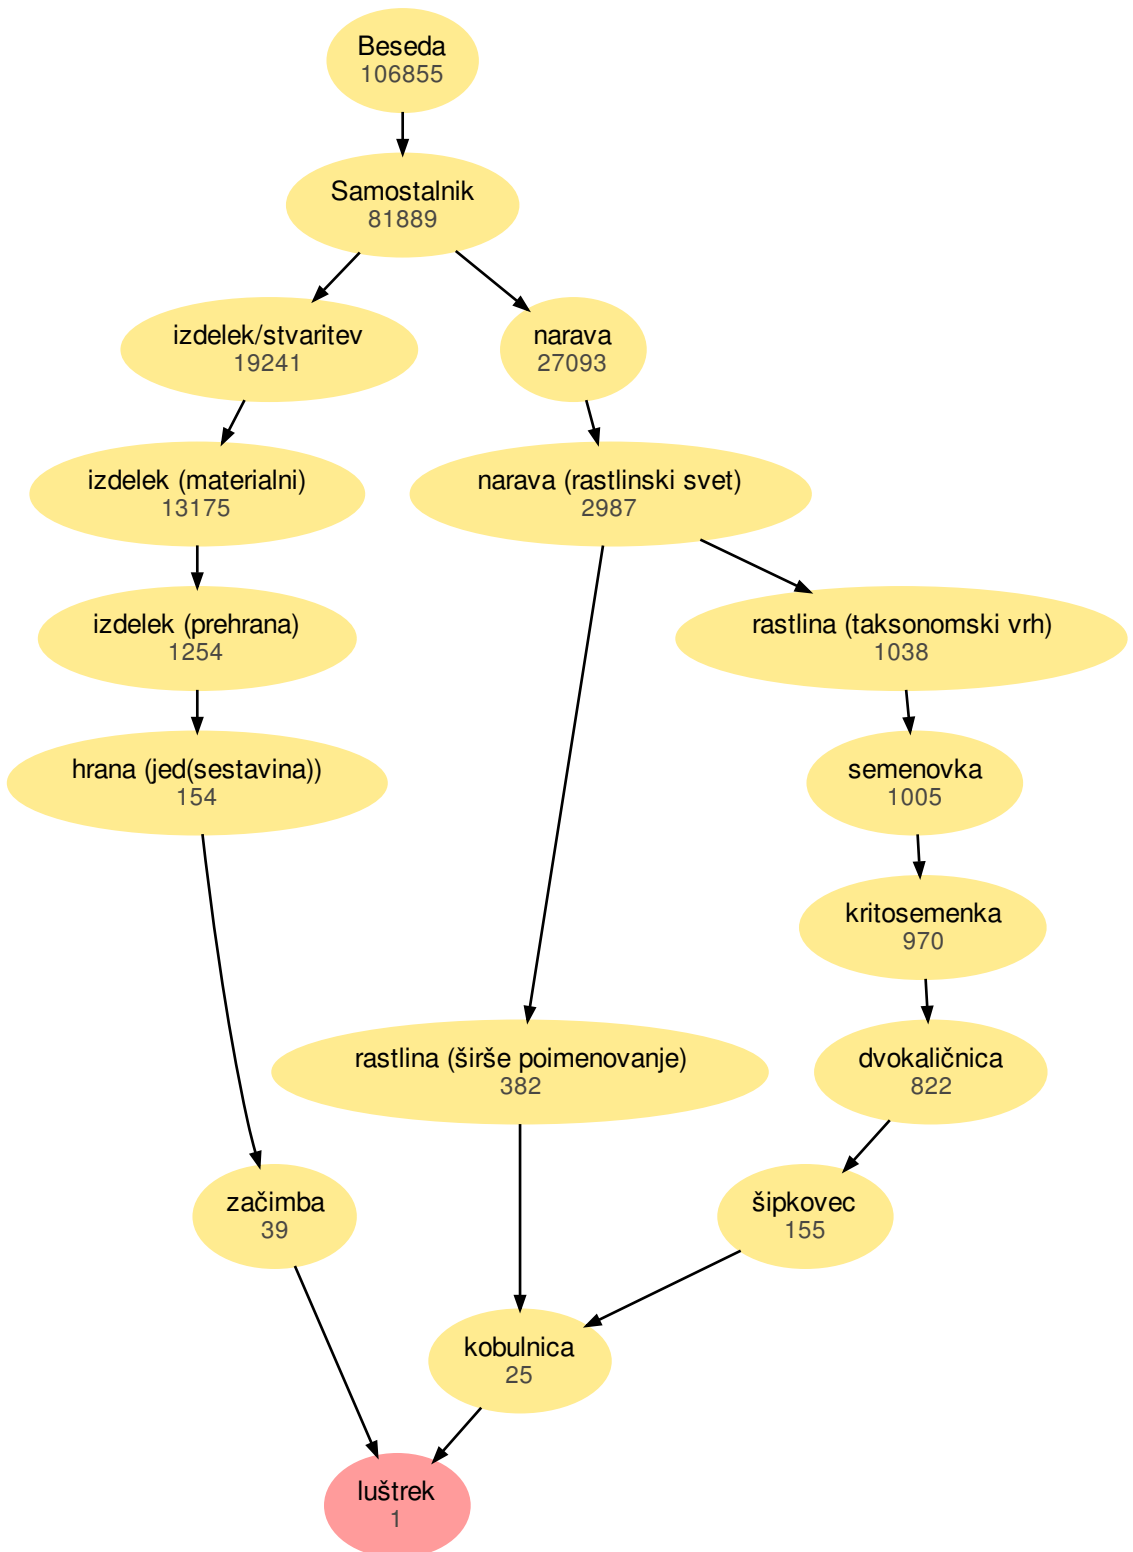 Beseda
106855
Samostalnik
81889
izdelek/stvaritev
19241
narava
27093
izdelek (materialni)
13175
narava (rastlinski svet)
2987
izdelek (prehrana)
1254
rastlina (taksonomski vrh)
1038
hrana (jed(sestavina))
154
semenovka
1005
kritosemenka
970
rastlina (širše poimenovanje)
382
dvokaličnica
822
začimba
39
šipkovec
155
kobulnica
25
luštrek
1